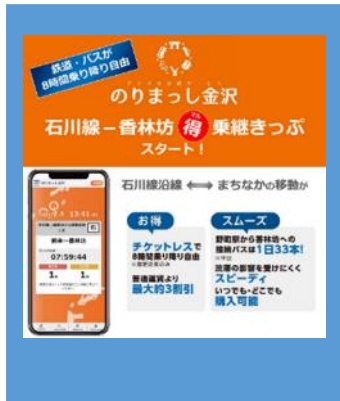 鉄道・バスが
8時間乗り降り自由
のりまっし金沢
石川線－香林坊 得 乗継きっぷ
マル
スタート！
石川線沿線 ⟷ まちなかの移動が
お得
チケットレスで
8時間乗り降り自由
普通運賃より
最大約3割引
スムーズ
野町駅から香林坊への
接続バスは1日33本！
※平日
渋滞の影響を受けにくく
スピーディ
いつでも・どこでも
購入可能
13:41
07:59:44